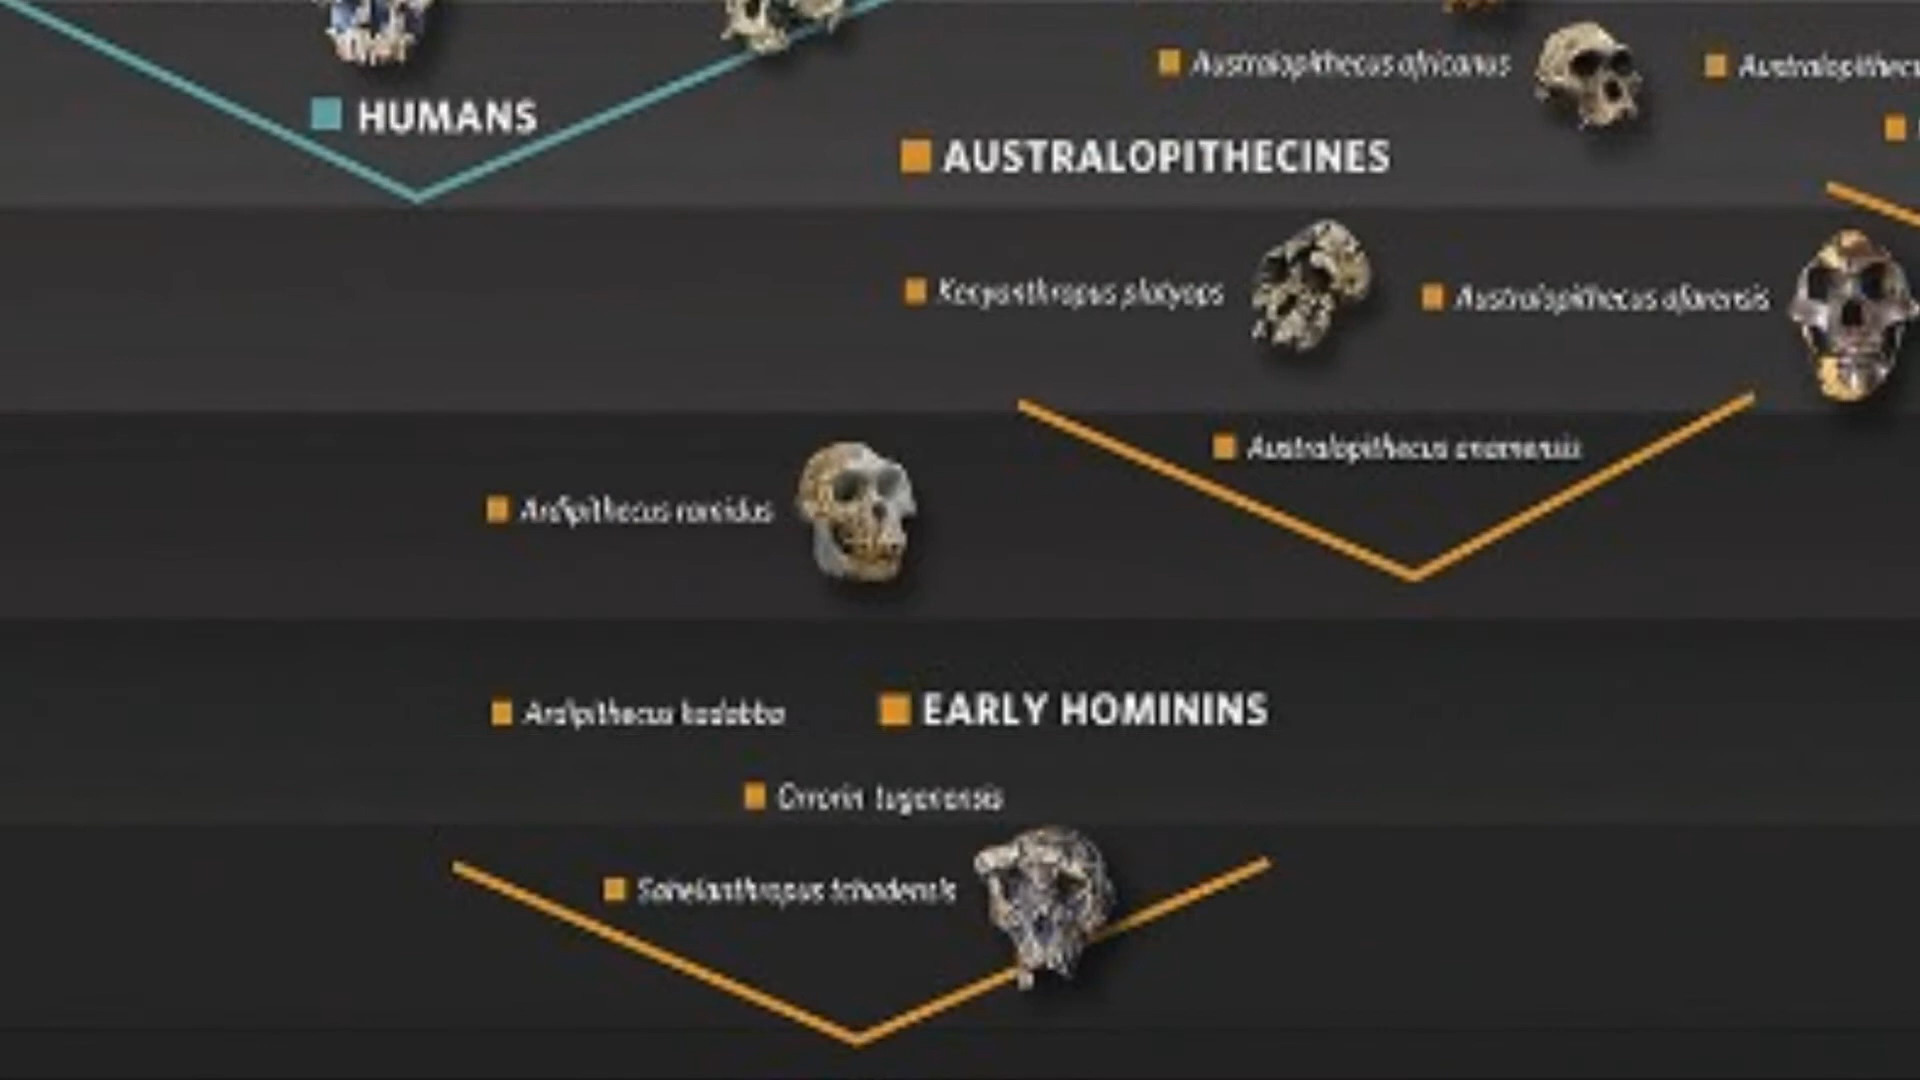 Australopithecus africanus
Australopithecu
HUMANS
AUSTRALOPITHECINES
Kenyanthropus platyops
Australopithecus afarensis
Australopithecus anamensis
Ardipithecus ramidus
Ardipithecus kadabba
EARLY HOMININS
Orrorin tugenensis
Sahelanthropus tchadensis